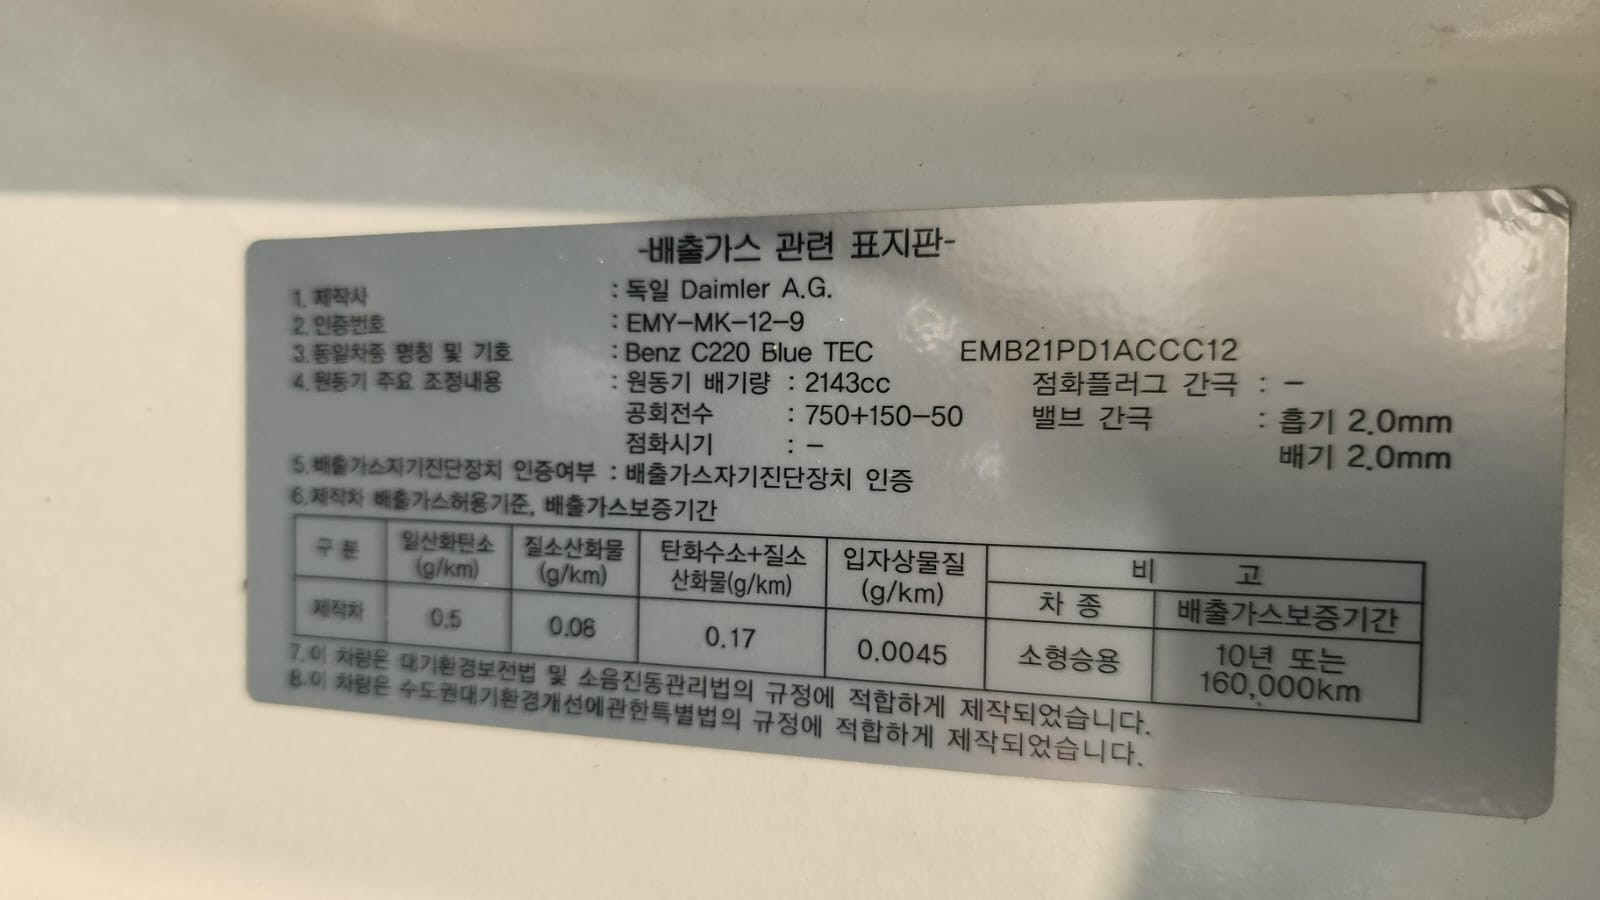 -배출가스 관련 표지판-
1. 제작사 : 독일 Daimler A.G.
2. 인증번호 : EMY-MK-12-9
3. 동일차종 명칭 및 기호 : Benz C220 Blue TEC EMB21PD1ACCC12
4. 원동기 주요 조정내용 : 원동기 배기량 : 2143cc 점화플러그 간극 : -
공회전수 : 750+150-50 밸브 간극 : 흡기 2.0mm
점화시기 : - 배기 2.0mm
5. 배출가스자기진단장치 인증여부 : 배출가스자기진단장치 인증
6. 제작차 배출가스허용기준, 배출가스보증기간
구 분 일산화탄소 (g/km) 질소산화물 (g/km) 탄화수소+질소 산화물(g/km) 입자상물질 (g/km) 비 고
차 종 배출가스보증기간
제작차 0.5 0.08 0.17 0.0045 소형승용 10년 또는 160,000km
7. 이 차량은 대기환경보전법 및 소음진동관리법의 규정에 적합하게 제작되었습니다.
8. 이 차량은 수도권대기환경개선에관한특별법의 규정에 적합하게 제작되었습니다.